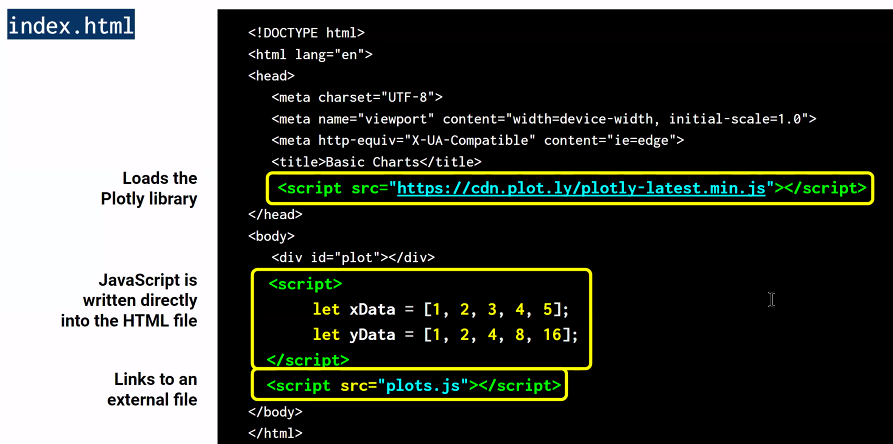 index.html
<!DOCTYPE html>
<html lang="en">
<head>
<meta charset="UTF-8">
<meta name="viewport" content="width=device-width, initial-scale=1.0">
<meta http-equiv="X-UA-Compatible" content="ie=edge">
<title>Basic Charts</title>
Loads the
Plotly library
<script src="https://cdn.plot.ly/plotly-latest.min.js"></script>
</head>
<body>
<div id="plot"></div>
JavaScript is
written directly
into the HTML file
<script>
let xData = [1, 2, 3, 4, 5];
let yData = [1, 2, 4, 8, 16];
</script>
Links to an
external file
<script src="plots.js"></script>
</body>
</html>